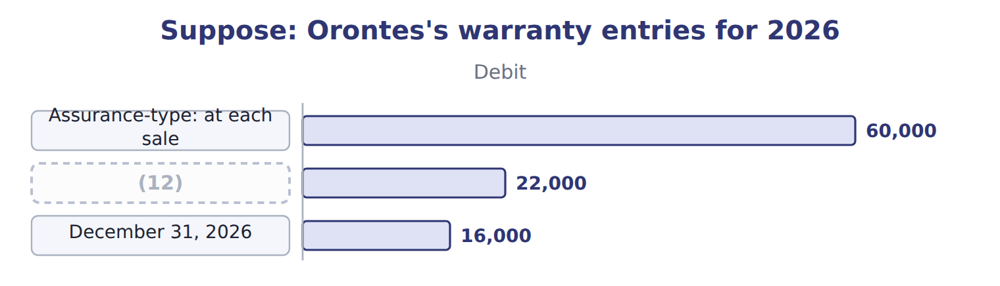 Suppose: Orontes's warranty entries for 2026
Debit
Assurance-type: at each
sale
60,000
(12)
22,000
December 31, 2026
16,000